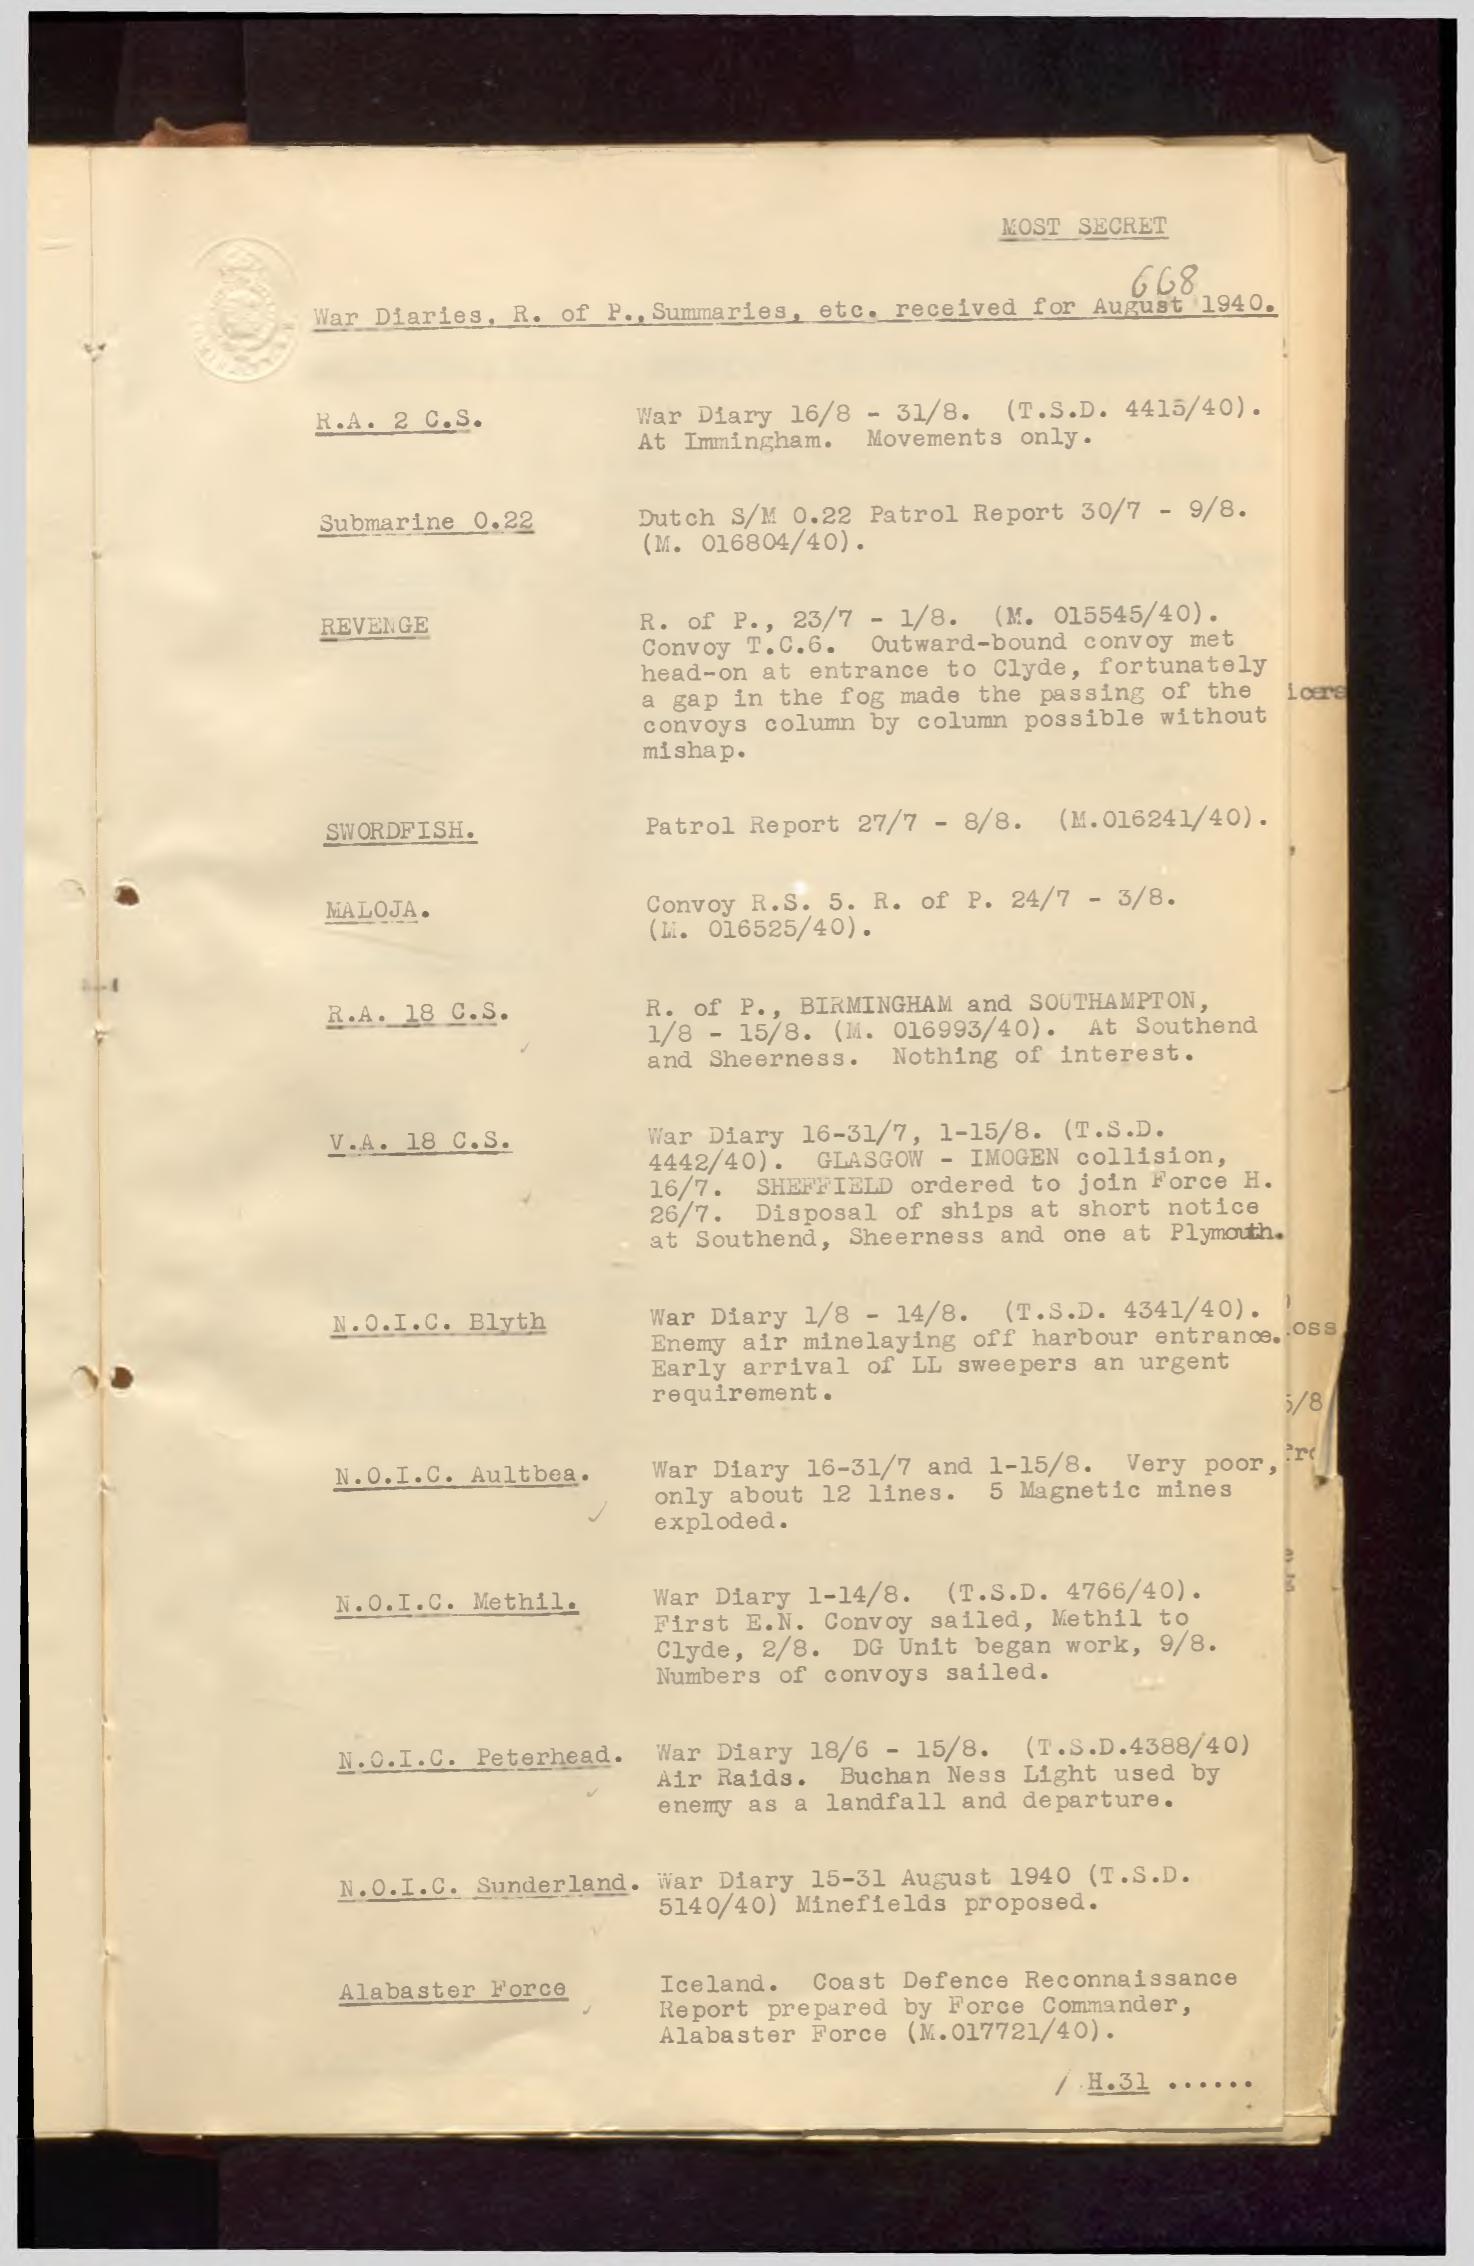 MOST SECRET
668
War Diaries, R. of P., Summaries, etc. received for August 1940.
R.A. 2 C.S.
War Diary 16/8 - 31/8. (T.S.D. 4415/40).
At Immingham. Movements only.
Submarine O.22
Dutch S/M O.22 Patrol Report 30/7 - 9/8.
(M. 016804/40).
REVENGE
R. of P., 23/7 - 1/8. (M. 015545/40).
Convoy T.C.6. Outward-bound convoy met
head-on at entrance to Clyde, fortunately
a gap in the fog made the passing of the
convoys column by column possible without
mishap.
SWORDFISH.
Patrol Report 27/7 - 8/8. (M.016241/40).
MALOJA.
Convoy R.S. 5. R. of P. 24/7 - 3/8.
(M. 016525/40).
R.A. 18 C.S.
R. of P., BIRMINGHAM and SOUTHAMPTON,
1/8 - 15/8. (M. 016993/40). At Southend
and Sheerness. Nothing of interest.
V.A. 18 C.S.
War Diary 16-31/7, 1-15/8. (T.S.D.
4442/40). GLASGOW - IMOGEN collision,
16/7. SHEFFIELD ordered to join Force H.
26/7. Disposal of ships at short notice
at Southend, Sheerness and one at Plymouth.
N.O.I.C. Blyth
War Diary 1/8 - 14/8. (T.S.D. 4341/40).
Enemy air minelaying off harbour entrance.
Early arrival of LL sweepers an urgent
requirement.
N.O.I.C. Aultbea.
War Diary 16-31/7 and 1-15/8. Very poor,
only about 12 lines. 5 Magnetic mines
exploded.
N.O.I.C. Methil.
War Diary 1-14/8. (T.S.D. 4766/40).
First E.N. Convoy sailed, Methil to
Clyde, 2/8. DG Unit began work, 9/8.
Numbers of convoys sailed.
N.O.I.C. Peterhead.
War Diary 18/6 - 15/8. (T.S.D.4388/40)
Air Raids. Buchan Ness Light used by
enemy as a landfall and departure.
N.O.I.C. Sunderland.
War Diary 15-31 August 1940 (T.S.D.
5140/40) Minefields proposed.
Alabaster Force
Iceland. Coast Defence Reconnaissance
Report prepared by Force Commander,
Alabaster Force (M.017721/40).
/ H.31 ......